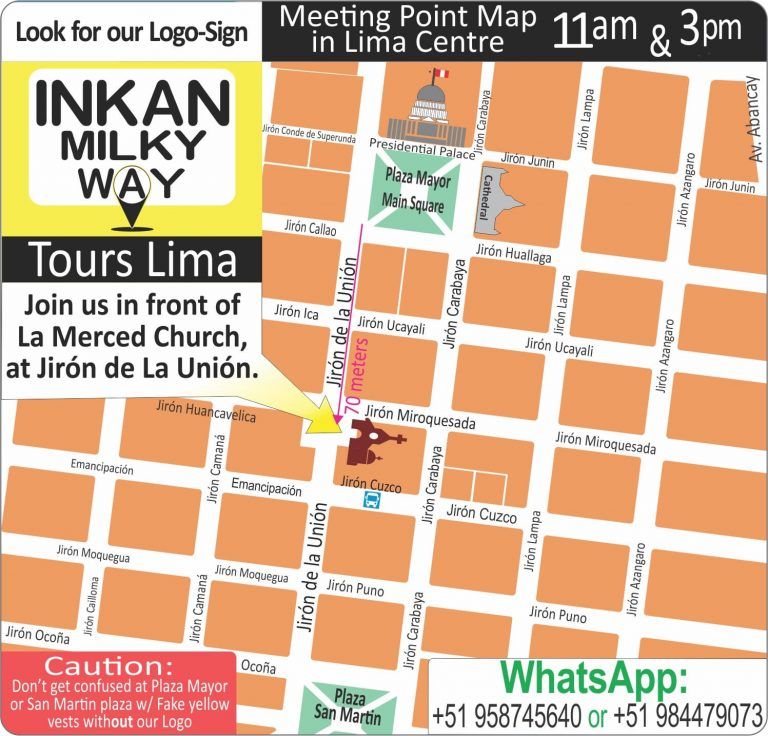 Look for our Logo-Sign
Meeting Point Map
in Lima Centre
11am & 3pm
INKAN
MILKY
WAY
Tours Lima
Join us in front of
La Merced Church,
at Jirón de La Unión.
Jirón Conde de Superunda
Presidential Palace
Jirón Carabaya
Jirón Lampa
Av. Abancay
Plaza Mayor
Main Square
Cathedral
Jirón Junin
Jirón Azangaro
Jirón Junin
Jirón Callao
Jirón Huallaga
Jirón de la Unión
Jirón Carabaya
Jirón Lampa
Jirón Ica
Jirón Ucayali
Jirón Ucayali
Jirón Azangaro
70 meters
Jirón Huancavelica
Jirón Miroquesada
Jirón Miroquesada
Jirón Camaná
Jirón Carabaya
Emancipación
Emancipación
Jirón Cuzco
Jirón Cuzco
Jirón de la Unión
Jirón Lampa
Jirón Azangaro
Jirón Moquegua
Jirón Moquegua
Jirón Puno
Jirón Puno
Jirón Cailloma
Jirón Camaná
Jirón Carabaya
Jirón Ocoña
Ocoña
Caution:
Don't get confused at Plaza Mayor
or San Martin plaza w/ Fake yellow
vests without our Logo
Plaza
San Martin
WhatsApp:
+51 958745640 or +51 984479073